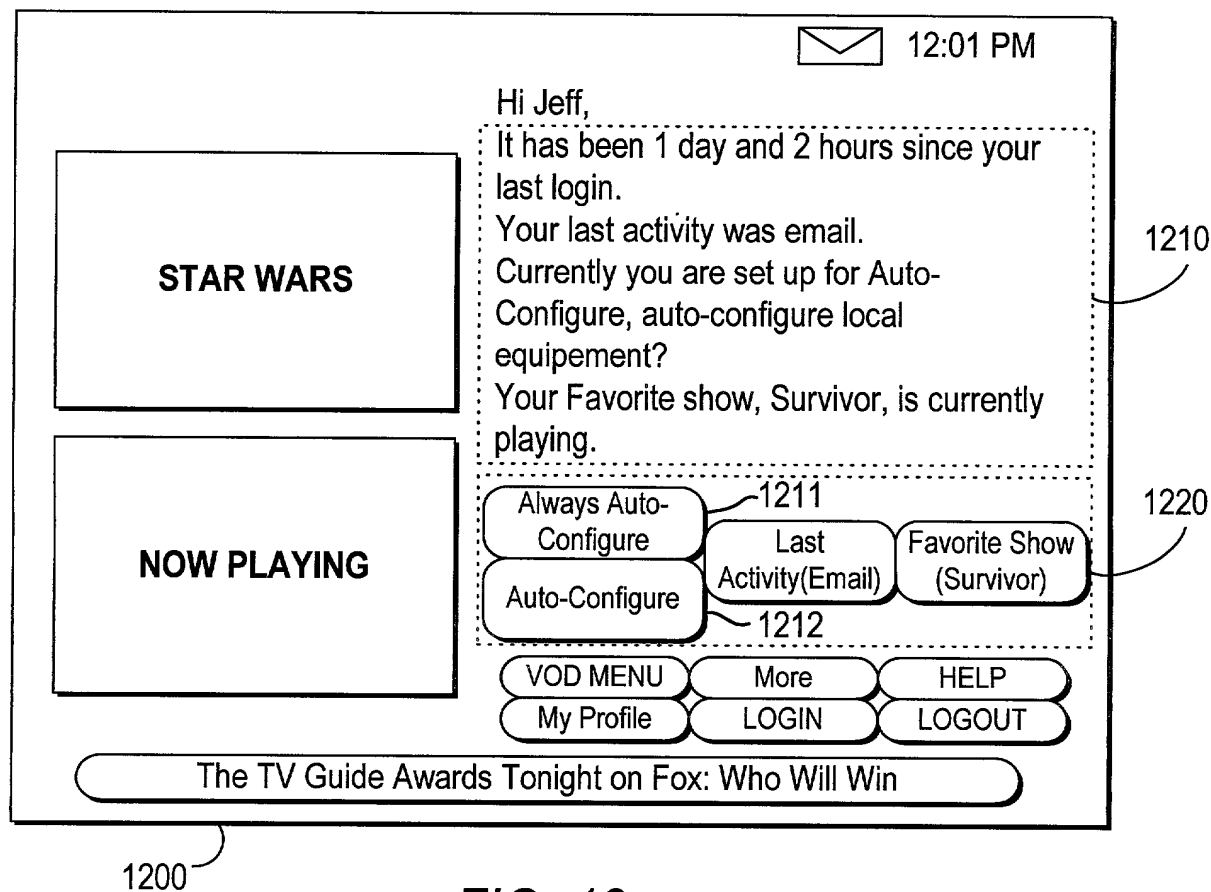 12:01 PM
Hi Jeff,
It has been 1 day and 2 hours since your
last login.
Your last activity was email.
Currently you are set up for Auto-
Configure, auto-configure local
equipement?
Your Favorite show, Survivor, is currently
playing.
1210
STAR WARS
NOW PLAYING
Always Auto-
Configure
1211
Last
Activity(Email)
Favorite Show
(Survivor)
1220
Auto-Configure
1212
VOD MENU
More
HELP
My Profile
LOGIN
LOGOUT
The TV Guide Awards Tonight on Fox: Who Will Win
1200